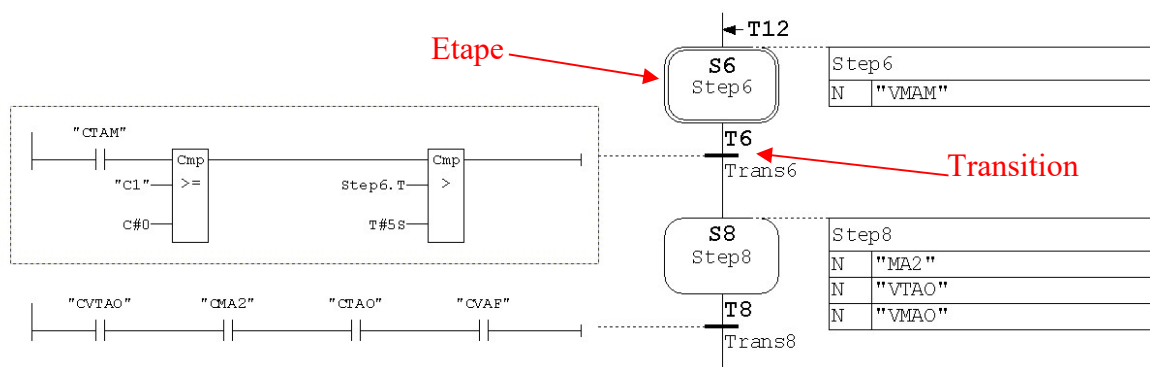 T12
Etape
S6
Step6
Step6
N "VMAM"
"CTAM"
Cmp
Cmp
"C1" >=
Step6.T >
C#0
T#5S
T6
Trans6
Transition
S8
Step8
Step8
N "MA2"
N "VTAO"
N "VMAO"
"CVTAO" "CMA2" "CTAO" "CVAF"
T8
Trans8